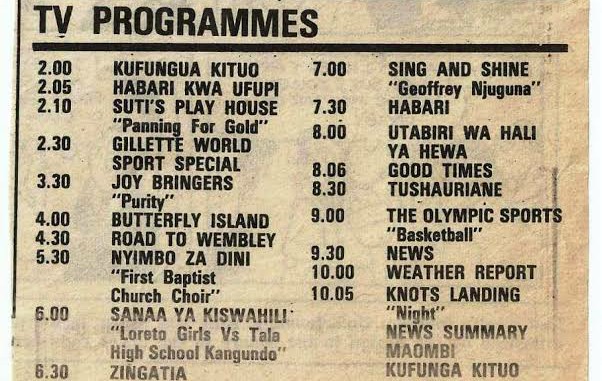 TV PROGRAMMES
2.00 KUFUNGUA KITUO
2.05 HABARI KWA UFUPI
2.10 SUTI'S PLAY HOUSE
"Panning For Gold"
2.30 GILLETTE WORLD
SPORT SPECIAL
3.30 JOY BRINGERS
"Purity"
4.00 BUTTERFLY ISLAND
4.30 ROAD TO WEMBLEY
5.30 NYIMBO ZA DINI
"First Baptist
Church Choir"
6.00 SANAA YA KISWAHILI
"Loreto Girls Vs Tala
High School Kangundo"
6.30 ZINGATIA
7.00 SING AND SHINE
"Geoffrey Njuguna"
7.30 HABARI
8.00 UTABIRI WA HALI
YA HEWA
8.06 GOOD TIMES
8.30 TUSHAURIANE
9.00 THE OLYMPIC SPORTS
"Basketball"
9.30 NEWS
10.00 WEATHER REPORT
10.05 KNOTS LANDING
"Night"
NEWS SUMMARY
MAOMBI
KUFUNGA KITUO